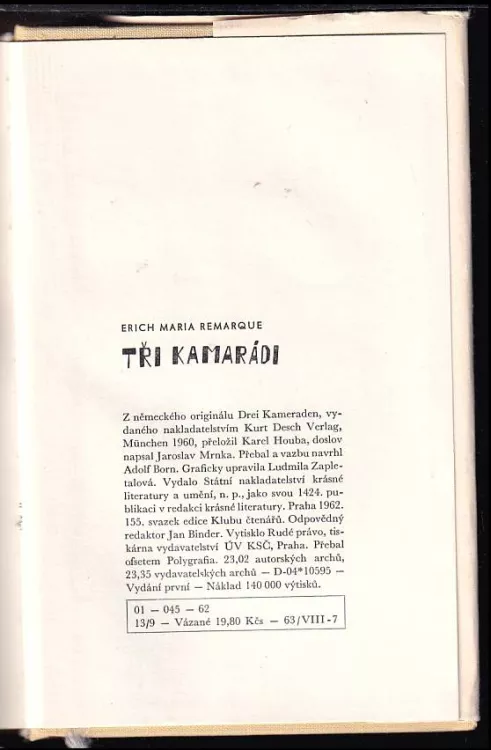 ERICH MARIA REMARQUE
TŘI KAMARÁDI
Z německého originálu Drei Kameraden, vy-
daného nakladatelstvím Kurt Desch Verlag,
München 1960, přeložil Karel Houba, doslov
napsal Jaroslav Mrnka. Přebal a vazbu navrhl
Adolf Born. Graficky upravila Ludmila Zaple-
talová. Vydalo Státní nakladatelství krásné
literatury a umění, n. p., jako svou 1424. pu-
blikaci v redakci krásné literatury. Praha 1962.
155. svazek edice Klubu čtenářů. Odpovědný
redaktor Jan Binder. Vytisklo Rudé právo, tis-
kárna vydavatelství ÚV KSČ, Praha. Přebal
ofsetem Polygrafia. 23,02 autorských archů,
23,35 vydavatelských archů — D-04*10595 —
Vydání první — Náklad 140 000 výtisků.
01 — 045 — 62
13/9 — Vázané 19,80 Kčs — 63/VIII-7